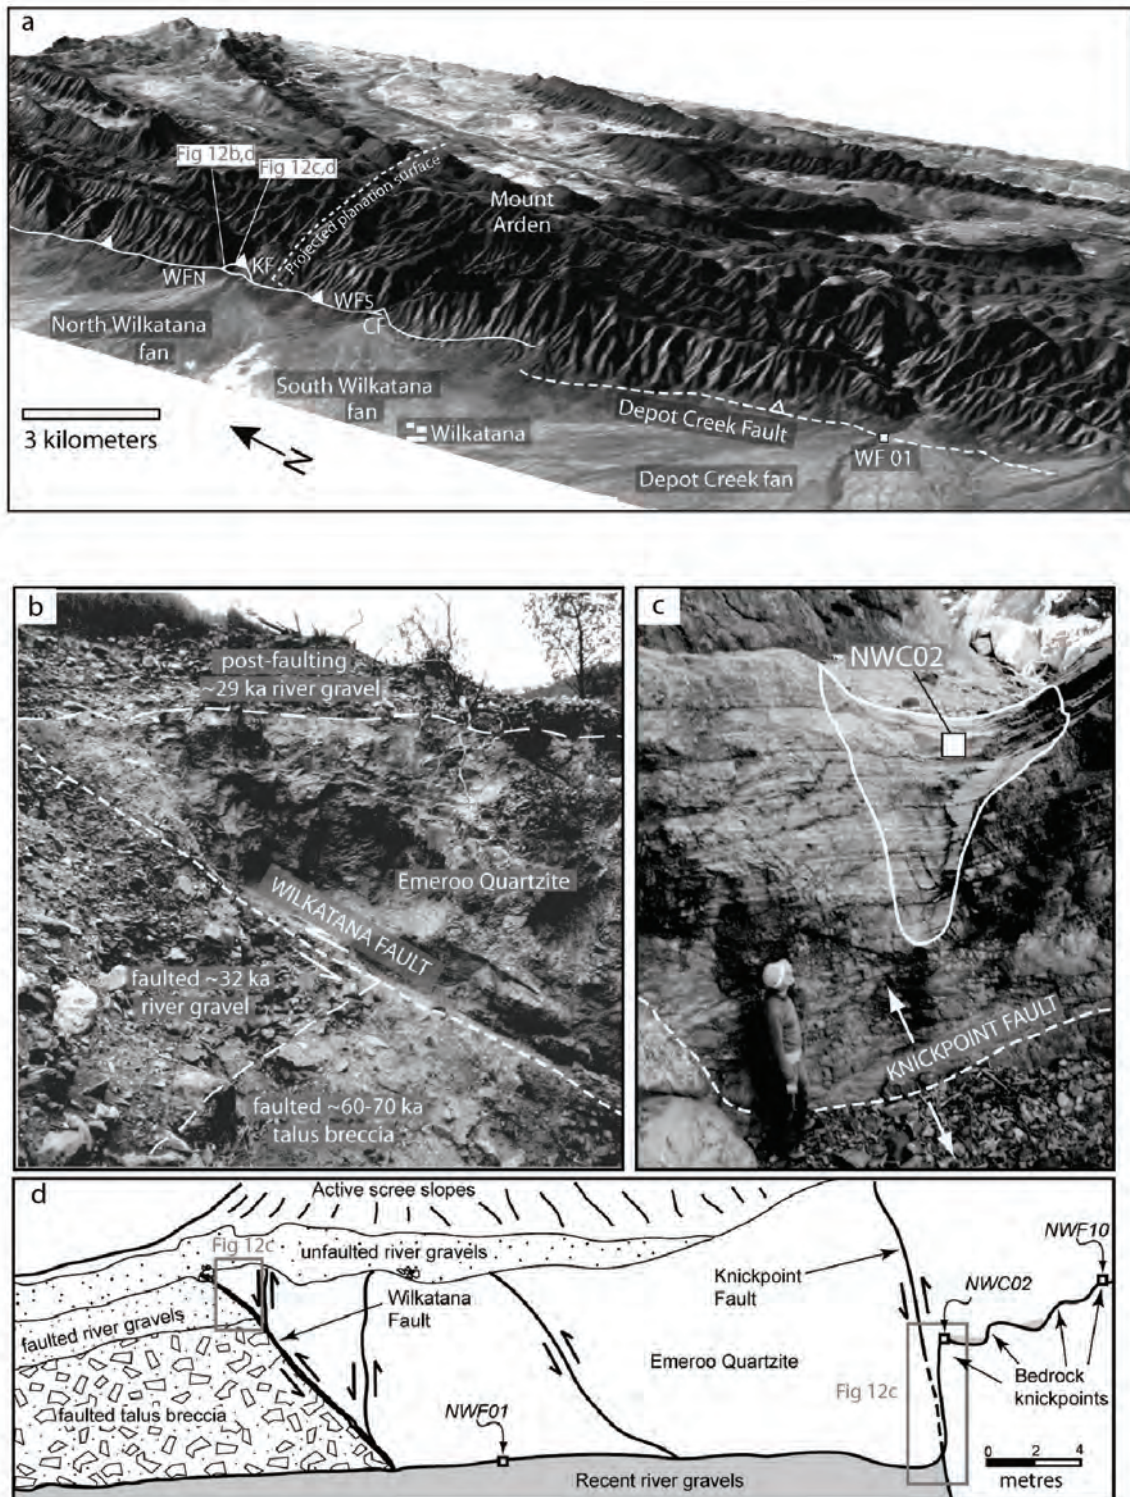 a
Fig 12b,d
Fig 12c,d
Projected planation surface
Mount
Arden
WFN
KF
WFS
CF
North Wilkatana
fan
South Wilkatana
fan
Wilkatana
Depot Creek Fault
WF 01
Depot Creek fan
3 kilometers
N
b
post-faulting
~29 ka river gravel
Emeroo Quartzite
WILKATANA FAULT
faulted ~32 ka
river gravel
faulted ~60-70 ka
talus breccia
c
NWC02
KNICKPOINT FAULT
d
Active scree slopes
unfaulted river gravels
Fig 12c
Wilkatana
Fault
faulted river gravels
faulted talus breccia
NWF01
Recent river gravels
Emeroo Quartzite
Knickpoint
Fault
NWC02
NWF10
Fig 12c
Bedrock
knickpoints
0 2 4
metres